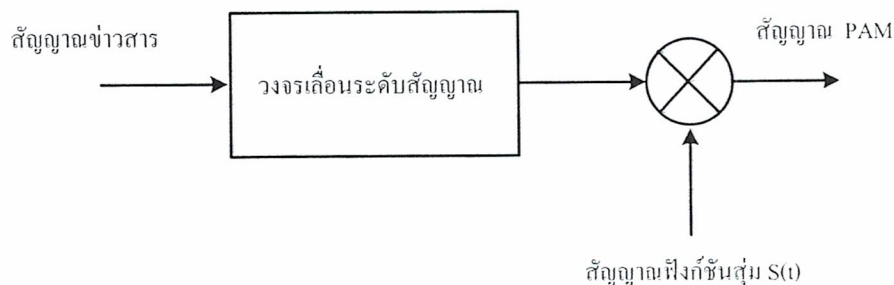 สัญญาณข่าวสาร
วงจรเลื่อนระดับสัญญาณ
สัญญาณ PAM
สัญญาณฟังก์ชันสุ่ม S(t)